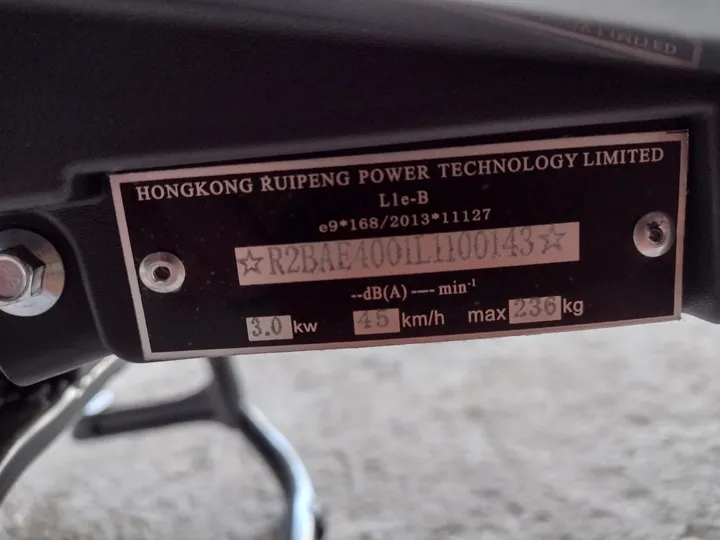 LIMITED
HONGKONG RUIPENG POWER TECHNOLOGY LIMITED
L1e-B
e9*168/2013*11127
☆R2BAE4001L1100143☆
--dB(A) ---- min⁻¹
3.0 kw 45 km/h max 236 kg